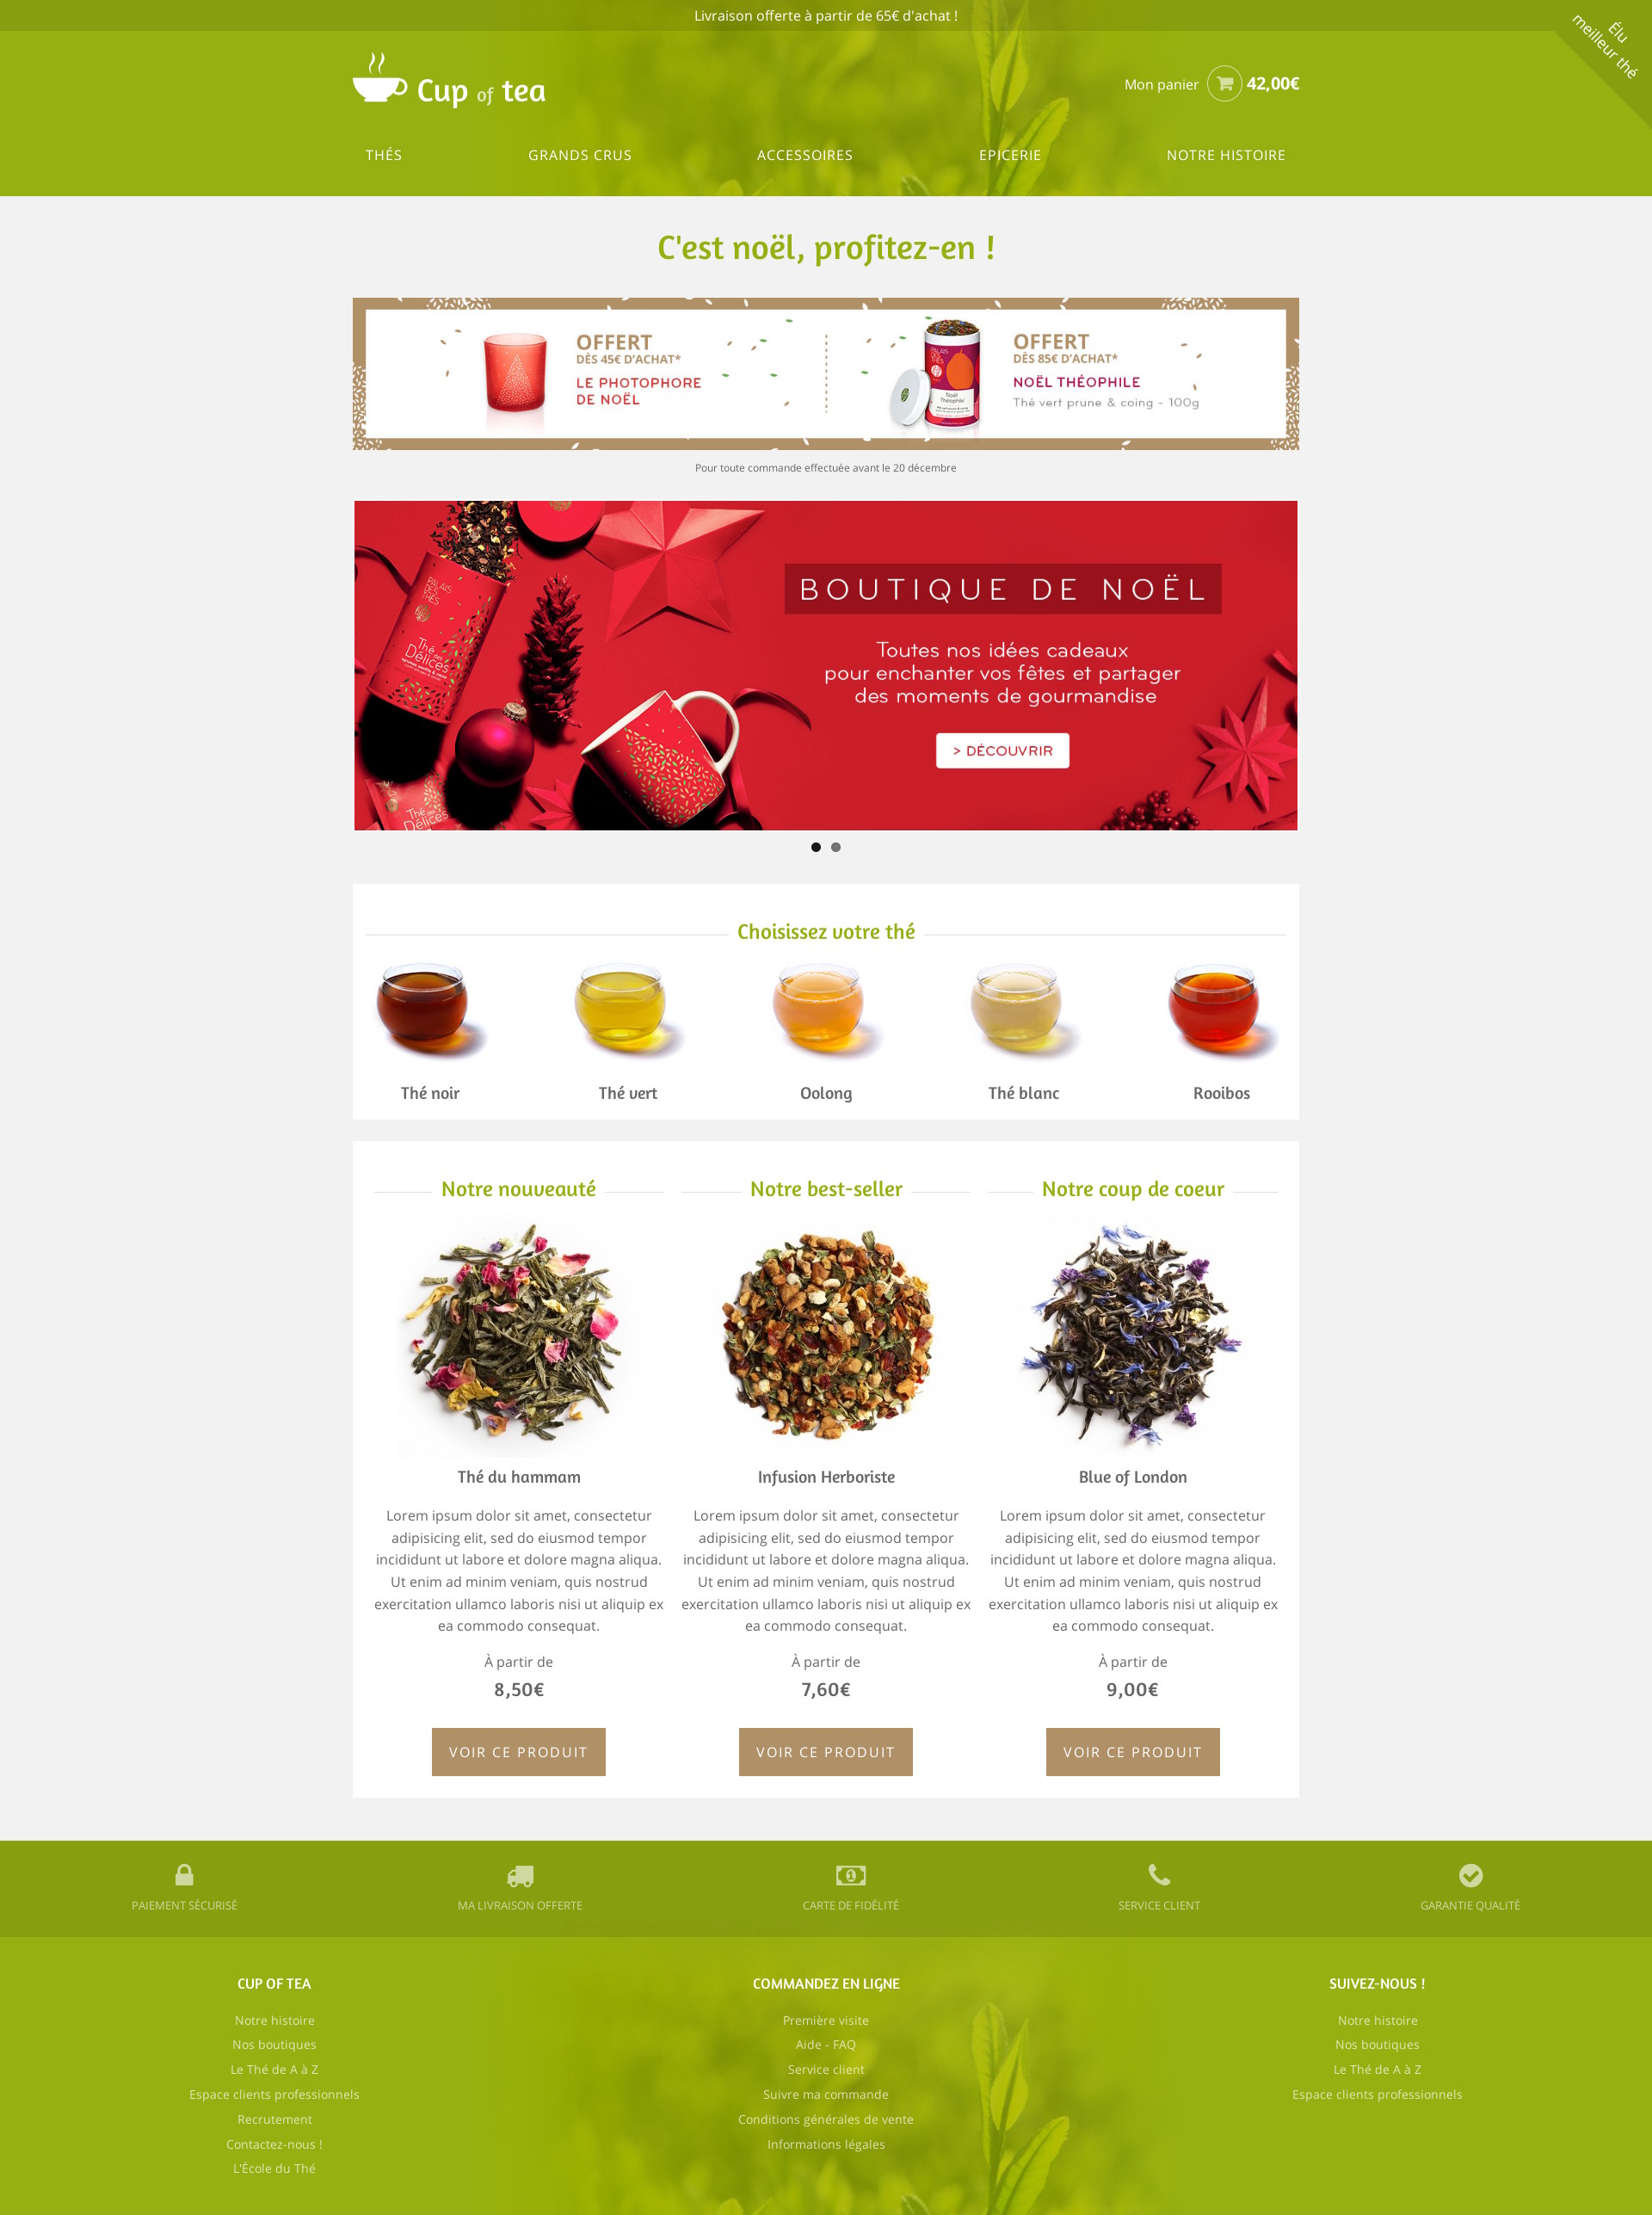 Livraison offerte à partir de 65€ d'achat !
Élu
meilleur thé
Cup of tea
Mon panier 42,00€
THÉS GRANDS CRUS ACCESSOIRES EPICERIE NOTRE HISTOIRE
C'est noël, profitez-en !
OFFERT
DÈS 45€ D'ACHAT*
LE PHOTOPHORE
DE NOËL
OFFERT
DÈS 85€ D'ACHAT*
NOËL THÉOPHILE
Thé vert prune & coing - 100g
PALAIS
DES
THÉS
Noël
Théophile
Pour toute commande effectuée avant le 20 décembre
PALAIS
DES
THÉS
Thé des
Délices
Thé des
Délices
BOUTIQUE DE NOËL
Toutes nos idées cadeaux
pour enchanter vos fêtes et partager
des moments de gourmandise
> DÉCOUVRIR
Choisissez votre thé
Thé noir Thé vert Oolong Thé blanc Rooibos
Notre nouveauté
Thé du hammam
Lorem ipsum dolor sit amet, consectetur
adipisicing elit, sed do eiusmod tempor
incididunt ut labore et dolore magna aliqua.
Ut enim ad minim veniam, quis nostrud
exercitation ullamco laboris nisi ut aliquip ex
ea commodo consequat.
À partir de
8,50€
VOIR CE PRODUIT
Notre best-seller
Infusion Herboriste
Lorem ipsum dolor sit amet, consectetur
adipisicing elit, sed do eiusmod tempor
incididunt ut labore et dolore magna aliqua.
Ut enim ad minim veniam, quis nostrud
exercitation ullamco laboris nisi ut aliquip ex
ea commodo consequat.
À partir de
7,60€
VOIR CE PRODUIT
Notre coup de coeur
Blue of London
Lorem ipsum dolor sit amet, consectetur
adipisicing elit, sed do eiusmod tempor
incididunt ut labore et dolore magna aliqua.
Ut enim ad minim veniam, quis nostrud
exercitation ullamco laboris nisi ut aliquip ex
ea commodo consequat.
À partir de
9,00€
VOIR CE PRODUIT
PAIEMENT SÉCURISÉ MA LIVRAISON OFFERTE CARTE DE FIDÉLITÉ SERVICE CLIENT GARANTIE QUALITÉ
CUP OF TEA
Notre histoire
Nos boutiques
Le Thé de A à Z
Espace clients professionnels
Recrutement
Contactez-nous !
L'École du Thé
COMMANDEZ EN LIGNE
Première visite
Aide - FAQ
Service client
Suivre ma commande
Conditions générales de vente
Informations légales
SUIVEZ-NOUS !
Notre histoire
Nos boutiques
Le Thé de A à Z
Espace clients professionnels